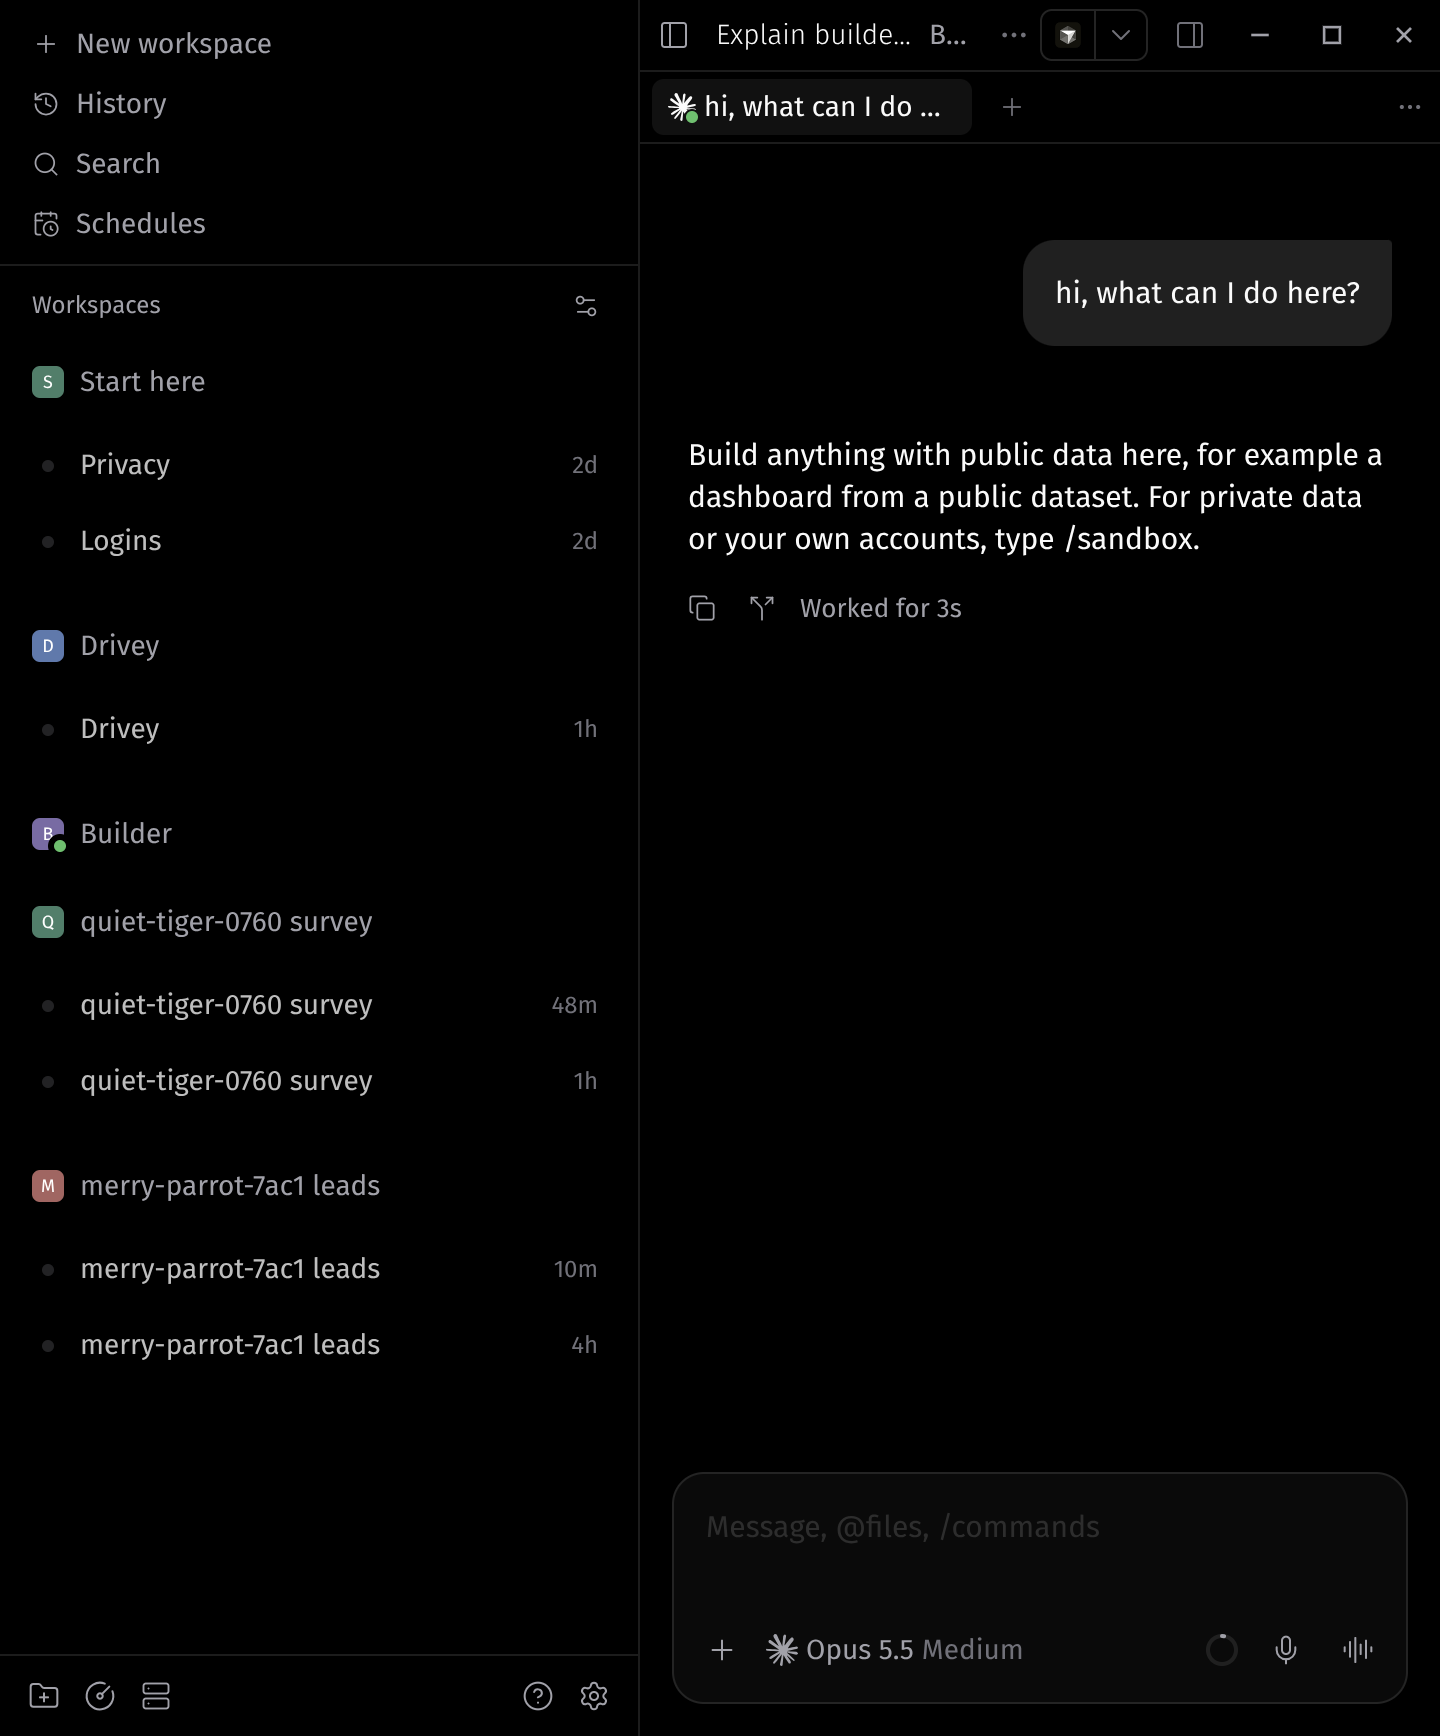 New workspace
History
Search
Schedules
Workspaces
S Start here
Privacy 2d
Logins 2d
D Drivey
Drivey 1h
B Builder
Q quiet-tiger-0760 survey
quiet-tiger-0760 survey 48m
quiet-tiger-0760 survey 1h
M merry-parrot-7ac1 leads
merry-parrot-7ac1 leads 10m
merry-parrot-7ac1 leads 4h
Explain builde... B...
hi, what can I do ...
hi, what can I do here?
Build anything with public data here, for example a
dashboard from a public dataset. For private data
or your own accounts, type /sandbox.
Worked for 3s
Message, @files, /commands
Opus 5.5 Medium